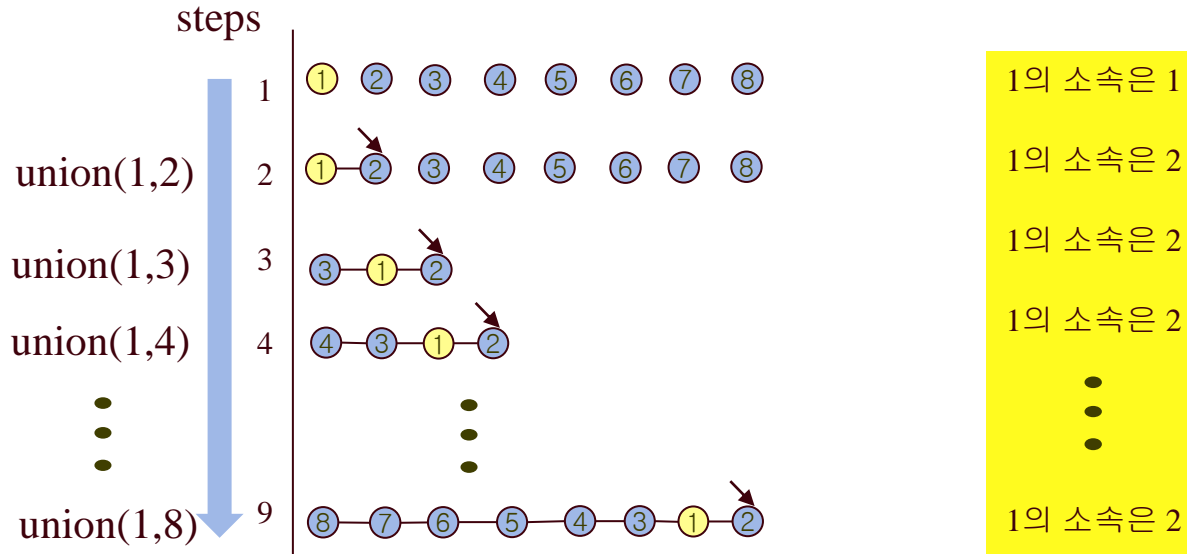 steps
1 ① ② ③ ④ ⑤ ⑥ ⑦ ⑧ 1의 소속은 1
union(1,2) 2 ① ② ③ ④ ⑤ ⑥ ⑦ ⑧ 1의 소속은 2
union(1,3) 3 ③ ① ② 1의 소속은 2
union(1,4) 4 ④ ③ ① ② 1의 소속은 2
union(1,8) 9 ⑧ ⑦ ⑥ ⑤ ④ ③ ① ② 1의 소속은 2